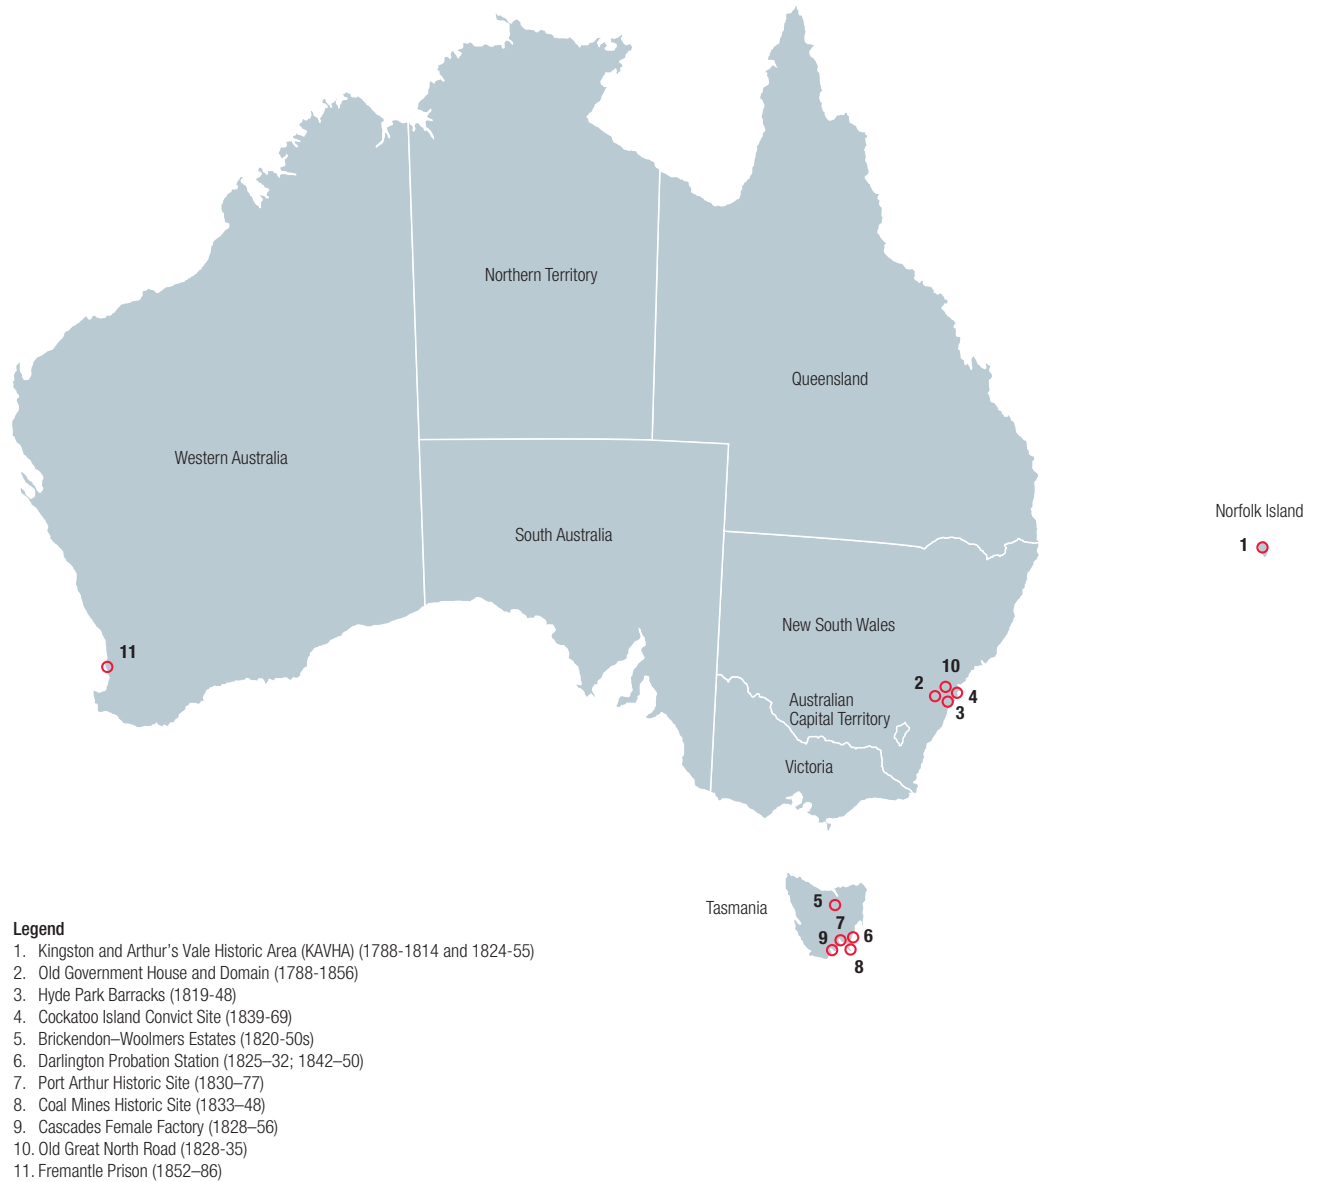 Northern Territory
Queensland
Western Australia
Norfolk Island
South Australia
1
New South Wales
11
10
2
4
Australian
Capital Territory
3
Victoria
5
Tasmania
7
9
6
8
Legend
1. Kingston and Arthur’s Vale Historic Area (KAVHA) (1788-1814 and 1824-55)
2. Old Government House and Domain (1788-1856)
3. Hyde Park Barracks (1819-48)
4. Cockatoo Island Convict Site (1839-69)
5. Brickendon–Woolmers Estates (1820-50s)
6. Darlington Probation Station (1825–32; 1842–50)
7. Port Arthur Historic Site (1830–77)
8. Coal Mines Historic Site (1833–48)
9. Cascades Female Factory (1828–56)
10. Old Great North Road (1828-35)
11. Fremantle Prison (1852–86)